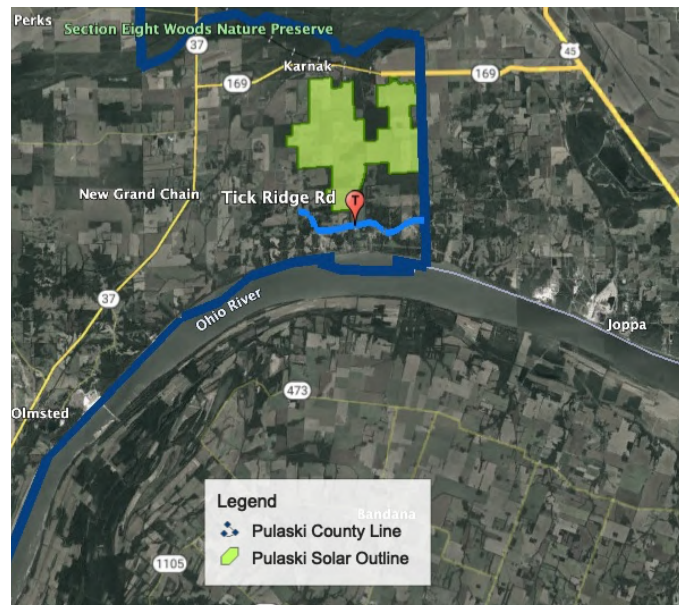 Perks
Section Eight Woods Nature Preserve
37
45
Karnak
169
169
New Grand Chain
Tick Ridge Rd
T
37
Ohio River
Joppa
473
Olmsted
Legend
Bandana
Pulaski County Line
Pulaski Solar Outline
1105